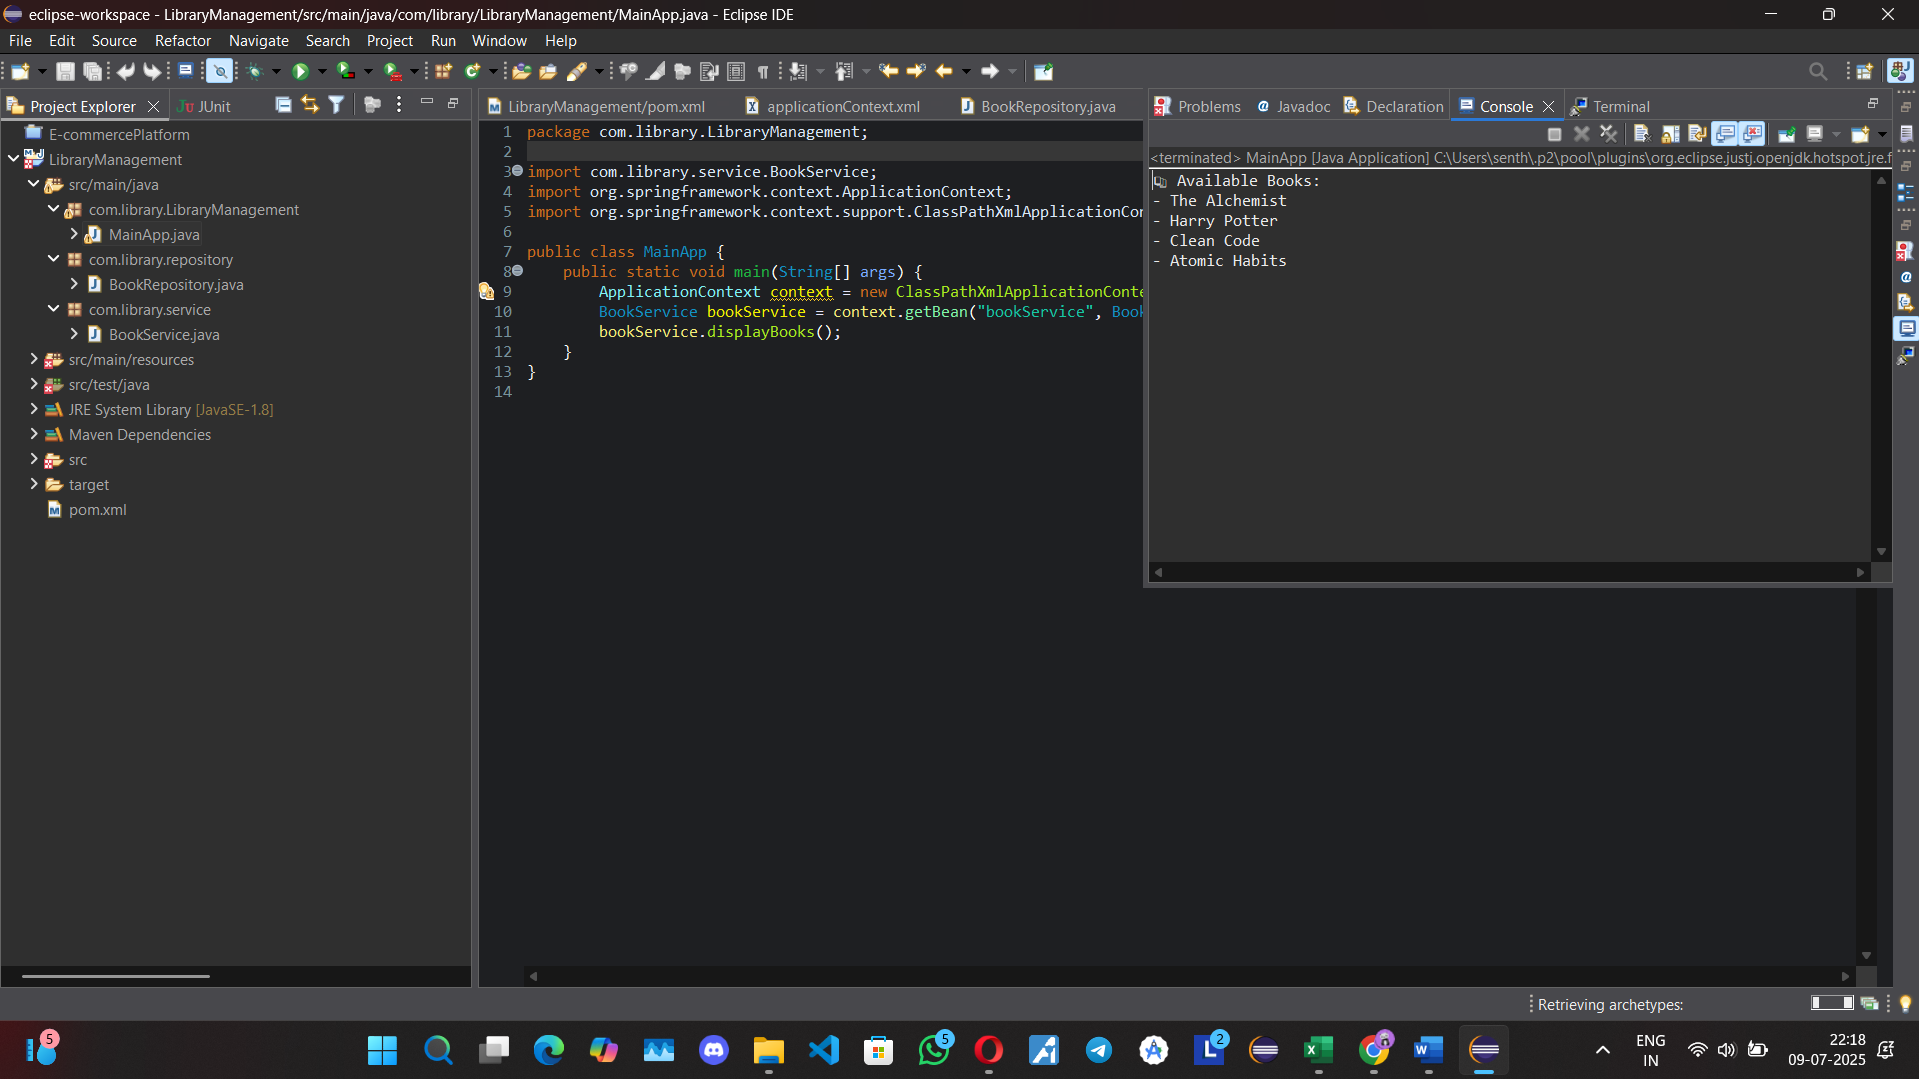 eclipse-workspace - LibraryManagement/src/main/java/com/library/LibraryManagement/MainApp.java - Eclipse IDE
File Edit Source Refactor Navigate Search Project Run Window Help
Project Explorer
JUnit
E-commercePlatform
LibraryManagement
src/main/java
com.library.LibraryManagement
MainApp.java
com.library.repository
BookRepository.java
com.library.service
BookService.java
src/main/resources
src/test/java
JRE System Library [JavaSE-1.8]
Maven Dependencies
src
target
pom.xml
LibraryManagement/pom.xml applicationContext.xml BookRepository.java
1 package com.library.LibraryManagement;
2
3 import com.library.service.BookService;
4 import org.springframework.context.ApplicationContext;
5 import org.springframework.context.support.ClassPathXmlApplicationCo
6
7 public class MainApp {
8 public static void main(String[] args) {
9 ApplicationContext context = new ClassPathXmlApplicationConte
10 BookService bookService = context.getBean("bookService", Book
11 bookService.displayBooks();
12 }
13 }
14
Problems Javadoc Declaration Console Terminal
<terminated> MainApp [Java Application] C:\Users\senth\.p2\pool\plugins\org.eclipse.justj.openjdk.hotspot.jre.f
Available Books:
- The Alchemist
- Harry Potter
- Clean Code
- Atomic Habits
Retrieving archetypes:
5
5
2
ENG
IN
22:18
09-07-2025